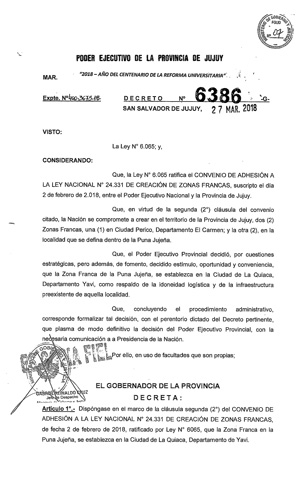 PODER EJECUTIVO DE LA PROVINCIA DE JUJUY
"2018 – AÑO DEL CENTENARIO DE LA REFORMA UNIVERSITARIA"
MAR.
Expte. Nº
DECRETO Nº 6386 -G-
SAN SALVADOR DE JUJUY, 27 MAR. 2018
VISTO:
La Ley N° 6.065; y,
CONSIDERANDO:
Que, la Ley N° 6.065 ratifica el CONVENIO DE ADHESIÓN A
LA LEY NACIONAL N° 24.331 DE CREACIÓN DE ZONAS FRANCAS, suscripto el día
2 de febrero de 2.018, entre el Poder Ejecutivo Nacional y la Provincia de Jujuy.
Que, en virtud de la segunda (2°) cláusula del convenio
citado, la Nación se compromete a crear en el territorio de la Provincia de Jujuy, dos (2)
Zonas Francas, una (1) en Ciudad Perico, Departamento El Carmen; y la otra (2), en la
localidad que se defina dentro de la Puna Jujeña.
Que, el Poder Ejecutivo Provincial decidió, por cuestiones
estratégicas, pero además, de fomento, decidido estímulo, oportunidad y conveniencia,
que la Zona Franca de la Puna Jujeña, se establezca en la Ciudad de La Quiaca,
Departamento Yavi, como respaldo de la idoneidad logística y de la infraestructura
preexistente de aquella localidad.
Que, concluyendo el procedimiento administrativo,
corresponde formalizar tal decisión, con el perentorio dictado del Decreto pertinente,
que plasma de modo definitivo la decisión del Poder Ejecutivo Provincial, con la
necesaria comunicación a a Presidencia de la Nación.
Por ello, en uso de facultades que son propias;
FIEL
EL GOBERNADOR DE LA PROVINCIA
DECRETA:
Artículo 1°.- Dispóngase en el marco de la cláusula segunda (2°) del CONVENIO DE
ADHESIÓN A LA LEY NACIONAL N° 24.331 DE CREACIÓN DE ZONAS FRANCAS,
de fecha 2 de febrero de 2018, ratificado por Ley N° 6065, que la Zona Franca en la
Puna Jujeña, se establezca en la Ciudad de La Quiaca, Departamento de Yavi.